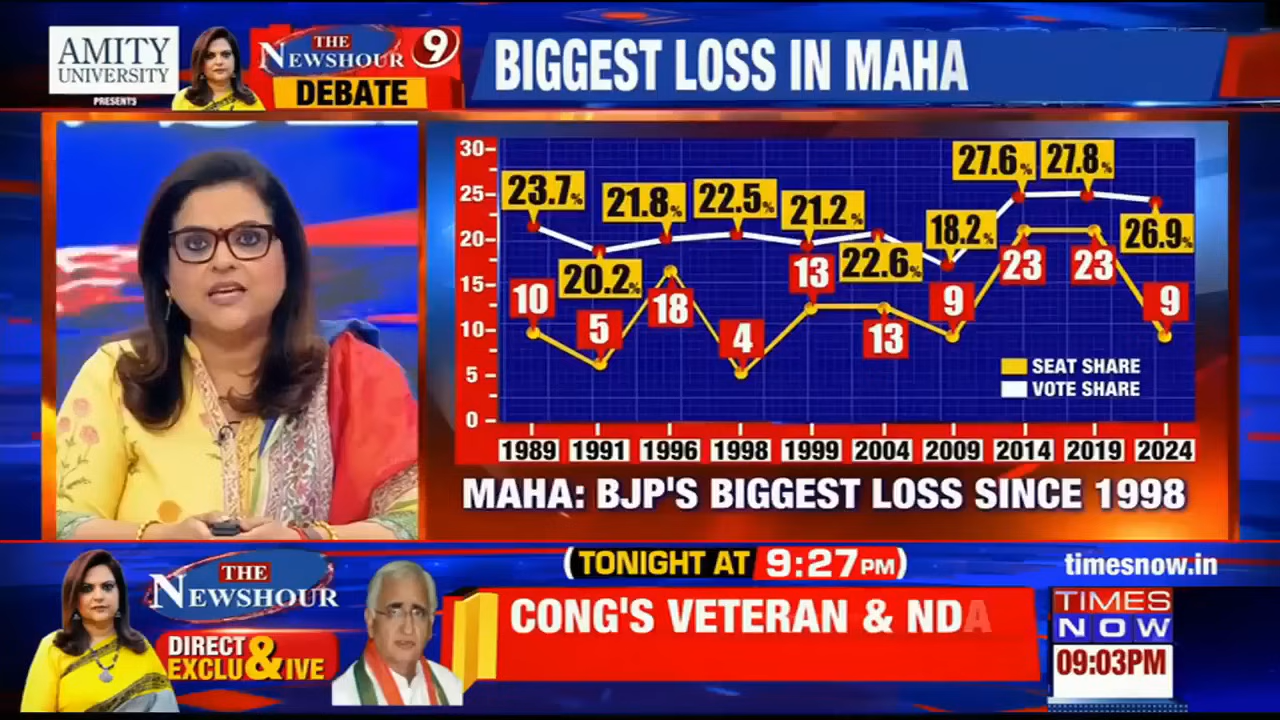 AMITY
UNIVERSITY
PRESENTS
THE
NEWSHOUR 9
DEBATE
BIGGEST LOSS IN MAHA
30
25
20
15
10
5
0
23.7%
20.2%
21.8%
22.5%
21.2%
22.6%
18.2%
27.6%
27.8%
26.9%
10
5
18
4
13
13
9
23
23
9
SEAT SHARE
VOTE SHARE
1989 1991 1996 1998 1999 2004 2009 2014 2019 2024
MAHA: BJP'S BIGGEST LOSS SINCE 1998
THE
NEWSHOUR
DIRECT &
EXCLU&IVE
(TONIGHT AT 9:27PM)
CONG'S VETERAN & NDA
timesnow.in
TIMES
NOW
09:03PM